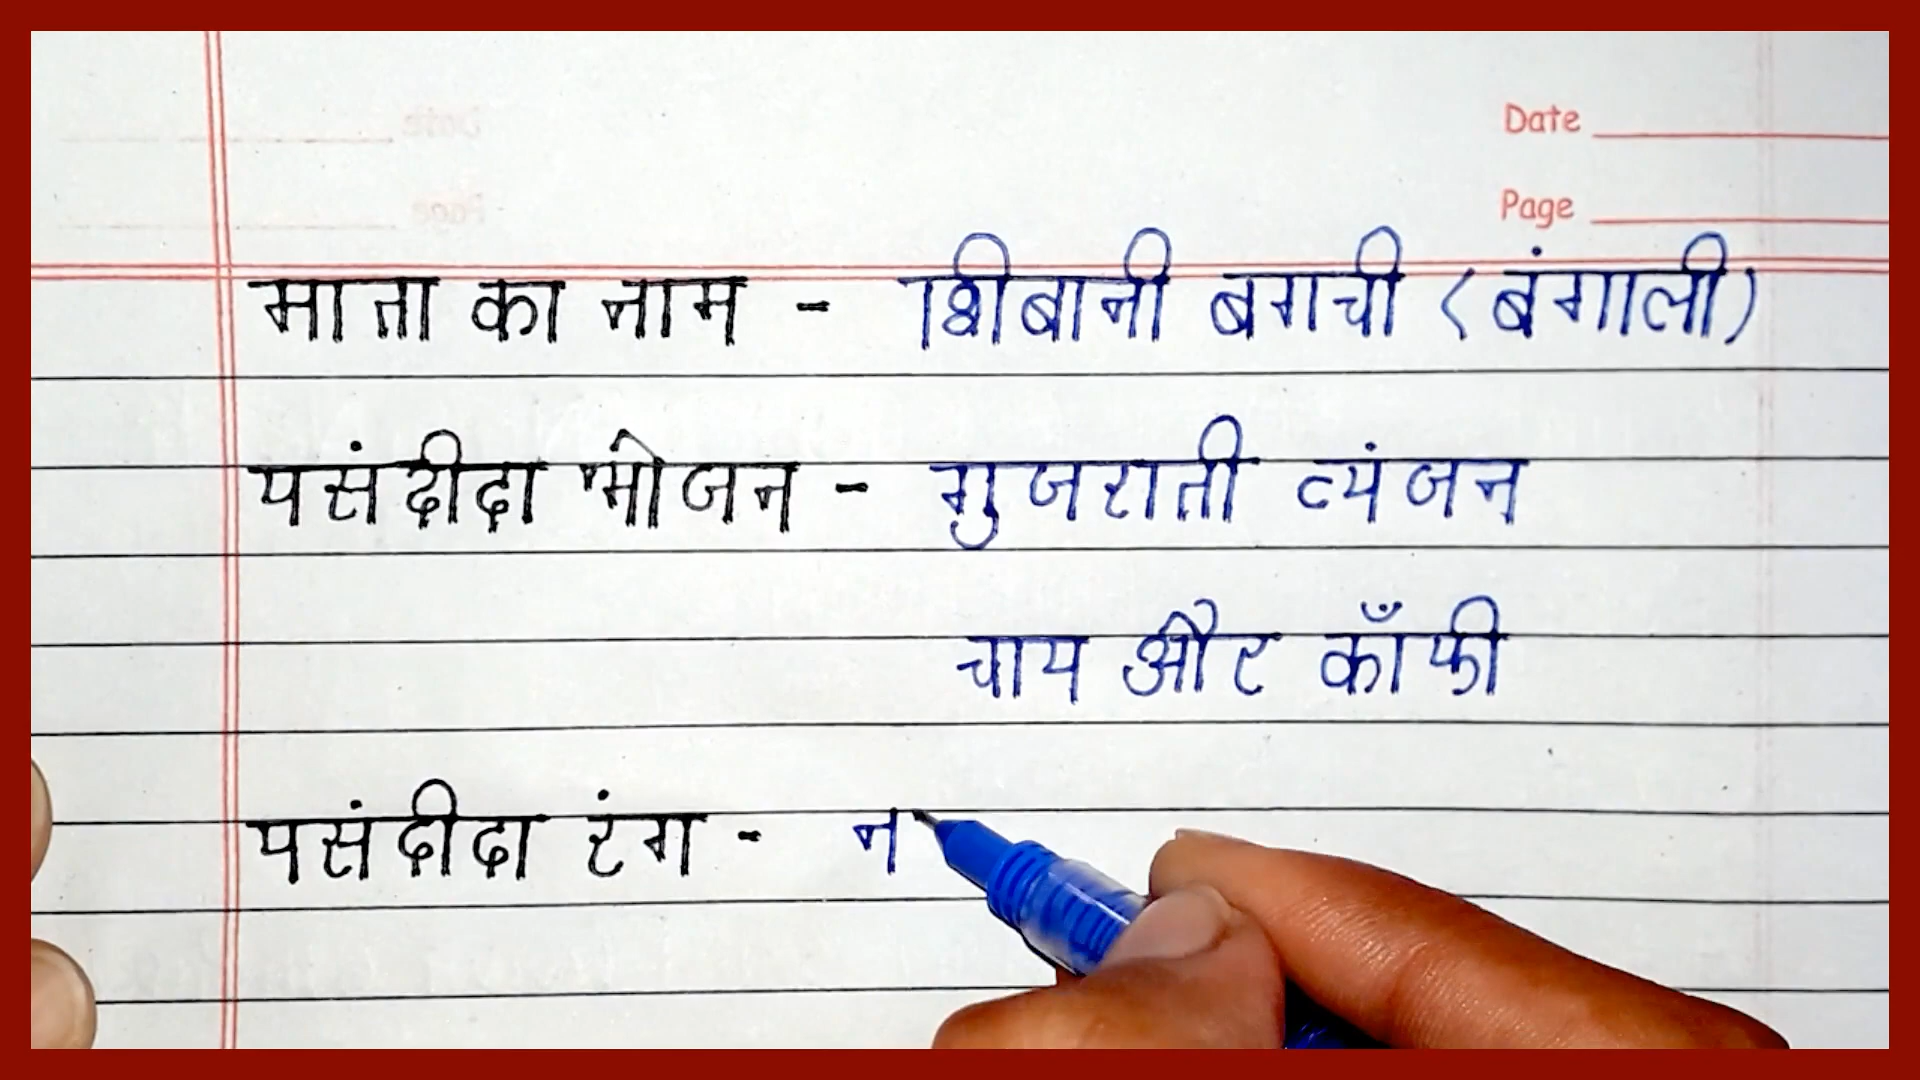 Date
Page
माता का नाम - शिबानी बगची (बंगाली)
पसंदीदा भोजन - गुजराती व्यंजन
चाय और कॉफी
पसंदीदा रंग - न